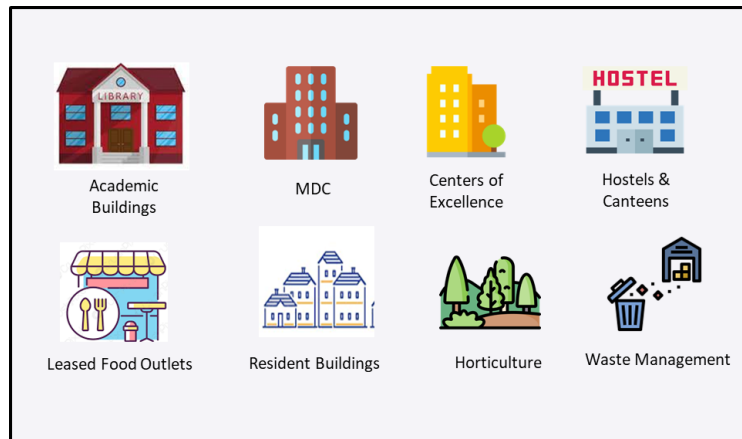 LIBRARY
HOSTEL
Academic
Buildings
MDC
Centers of
Excellence
Hostels &
Canteens
Leased Food Outlets
Resident Buildings
Horticulture
Waste Management